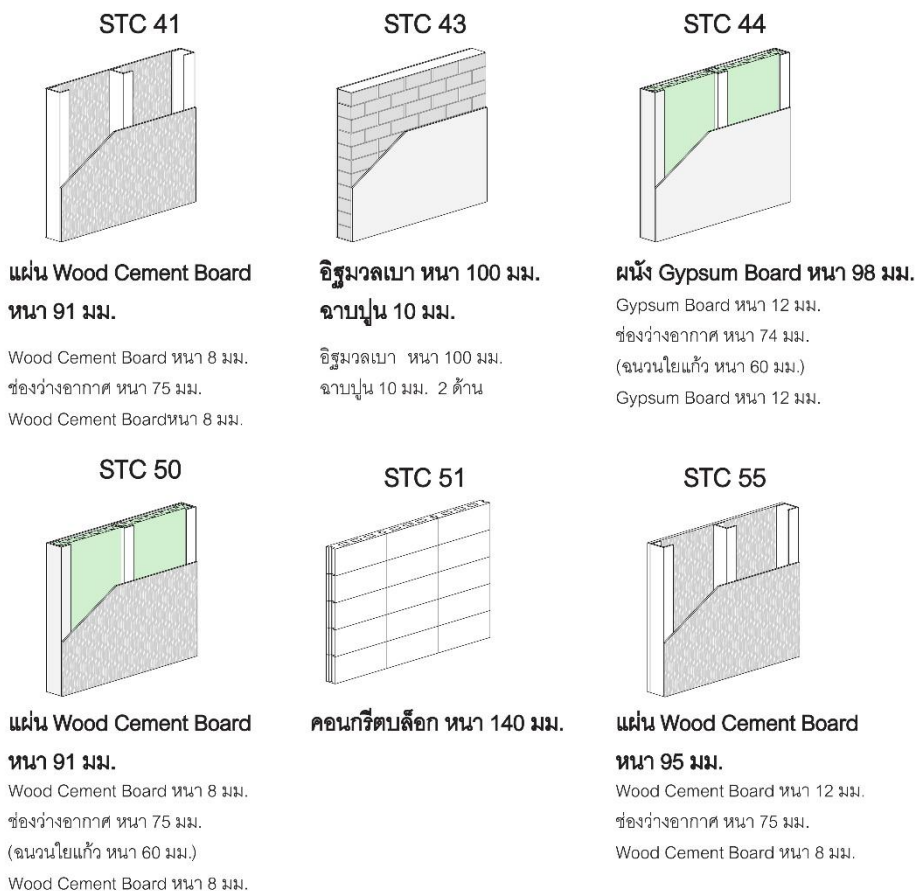 STC 41
แผ่น Wood Cement Board
หนา 91 มม.
Wood Cement Board หนา 8 มม.
ช่องว่างอากาศ หนา 75 มม.
Wood Cement Boardหนา 8 มม.
STC 43
อิฐมวลเบา หนา 100 มม.
ฉาบปูน 10 มม.
อิฐมวลเบา หนา 100 มม.
ฉาบปูน 10 มม. 2 ด้าน
STC 44
ผนัง Gypsum Board หนา 98 มม.
Gypsum Board หนา 12 มม.
ช่องว่างอากาศ หนา 74 มม.
(ฉนวนใยแก้ว หนา 60 มม.)
Gypsum Board หนา 12 มม.
STC 50
แผ่น Wood Cement Board
หนา 91 มม.
Wood Cement Board หนา 8 มม.
ช่องว่างอากาศ หนา 75 มม.
(ฉนวนใยแก้ว หนา 60 มม.)
Wood Cement Board หนา 8 มม.
STC 51
คอนกรีตบล็อก หนา 140 มม.
STC 55
แผ่น Wood Cement Board
หนา 95 มม.
Wood Cement Board หนา 12 มม.
ช่องว่างอากาศ หนา 75 มม.
Wood Cement Board หนา 8 มม.